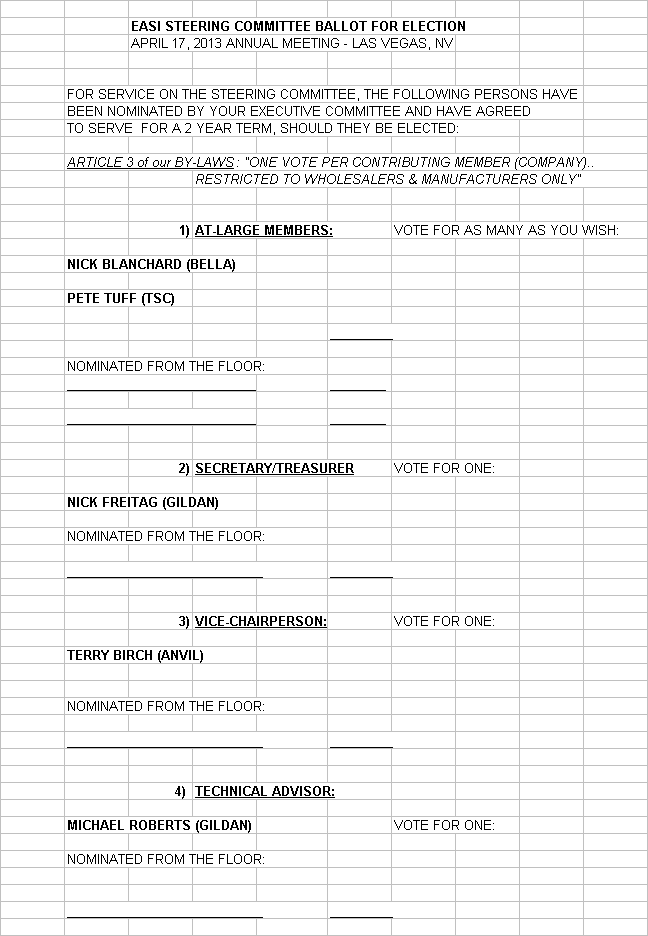 EASI STEERING COMMITTEE BALLOT FOR ELECTION
APRIL 17, 2013 ANNUAL MEETING - LAS VEGAS, NV
FOR SERVICE ON THE STEERING COMMITTEE, THE FOLLOWING PERSONS HAVE
BEEN NOMINATED BY YOUR EXECUTIVE COMMITTEE AND HAVE AGREED
TO SERVE FOR A 2 YEAR TERM, SHOULD THEY BE ELECTED:
ARTICLE 3 of our BY-LAWS : "ONE VOTE PER CONTRIBUTING MEMBER (COMPANY)..
RESTRICTED TO WHOLESALERS & MANUFACTURERS ONLY"
1) AT-LARGE MEMBERS: VOTE FOR AS MANY AS YOU WISH:
NICK BLANCHARD (BELLA)
PETE TUFF (TSC)
NOMINATED FROM THE FLOOR:
2) SECRETARY/TREASURER VOTE FOR ONE:
NICK FREITAG (GILDAN)
NOMINATED FROM THE FLOOR:
3) VICE-CHAIRPERSON: VOTE FOR ONE:
TERRY BIRCH (ANVIL)
NOMINATED FROM THE FLOOR:
4) TECHNICAL ADVISOR:
MICHAEL ROBERTS (GILDAN) VOTE FOR ONE:
NOMINATED FROM THE FLOOR: